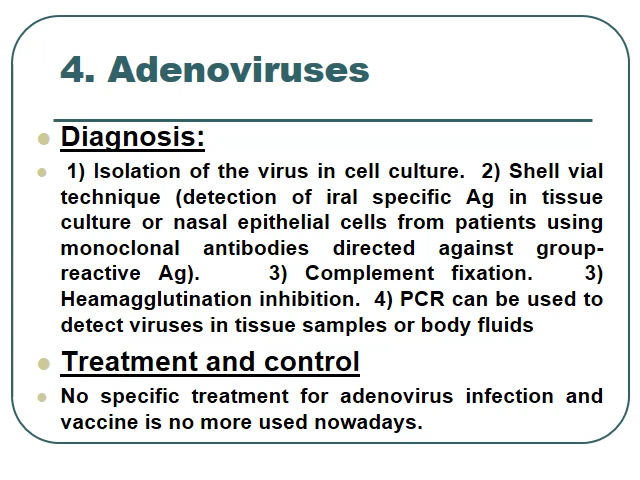 4. Adenoviruses
Diagnosis:
1) Isolation of the virus in cell culture. 2) Shell vial
technique (detection of iral specific Ag in tissue
culture or nasal epithelial cells from patients using
monoclonal antibodies directed against group-
reactive Ag). 3) Complement fixation. 3)
Heamagglutination inhibition. 4) PCR can be used to
detect viruses in tissue samples or body fluids
Treatment and control
No specific treatment for adenovirus infection and
vaccine is no more used nowadays.